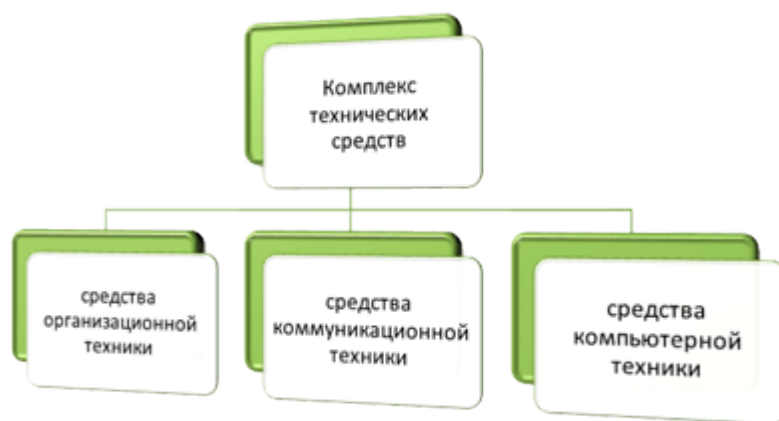 Комплекс
технических
средств
средства
организационной
техники
средства
коммуникационной
техники
средства
компьютерной
техники